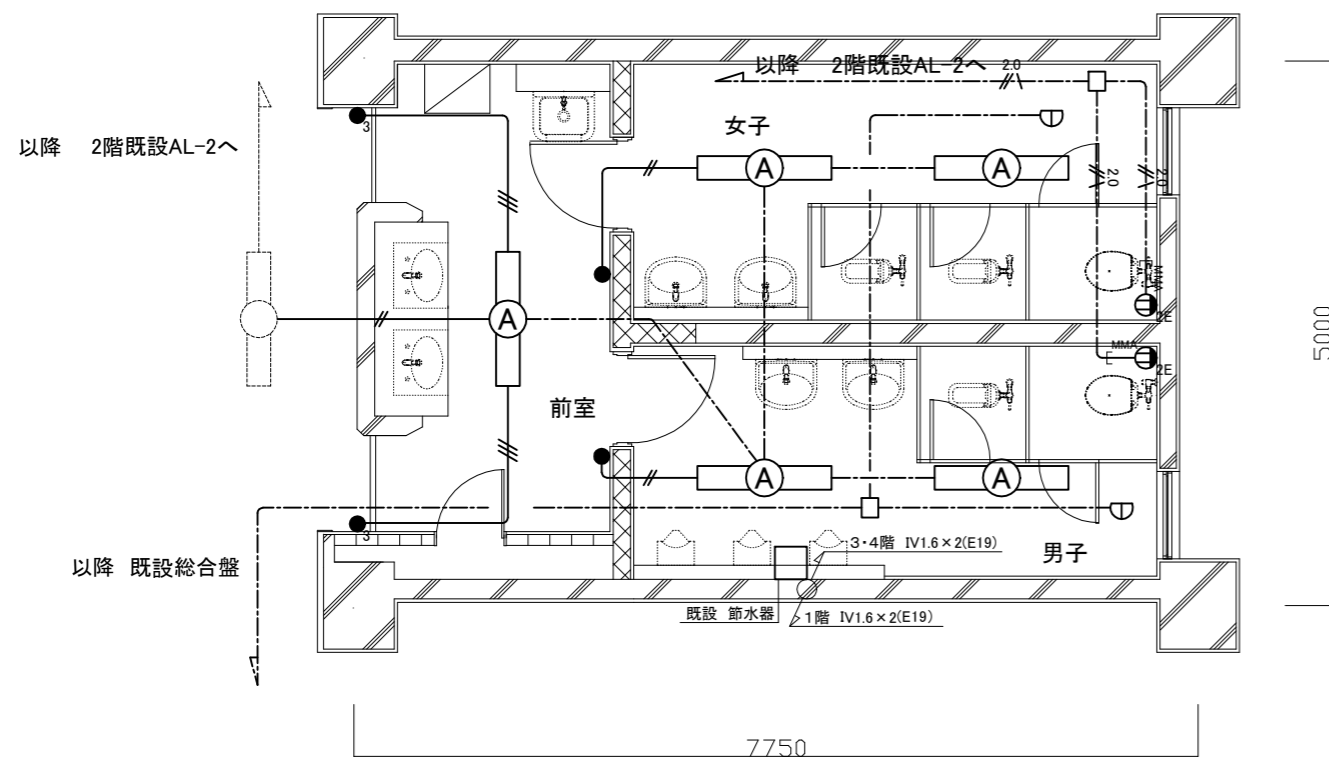 以降 2階既設AL-2へ 2.0
3
女子
以降 2階既設AL-2へ
A
A
2.0
2.0
MMA
2E
A
MMA
2E
5000
前室
A
A
3
3・4階 IV1.6×2(E19)
男子
以降 既設総合盤
既設 節水器
1階 IV1.6×2(E19)
7750